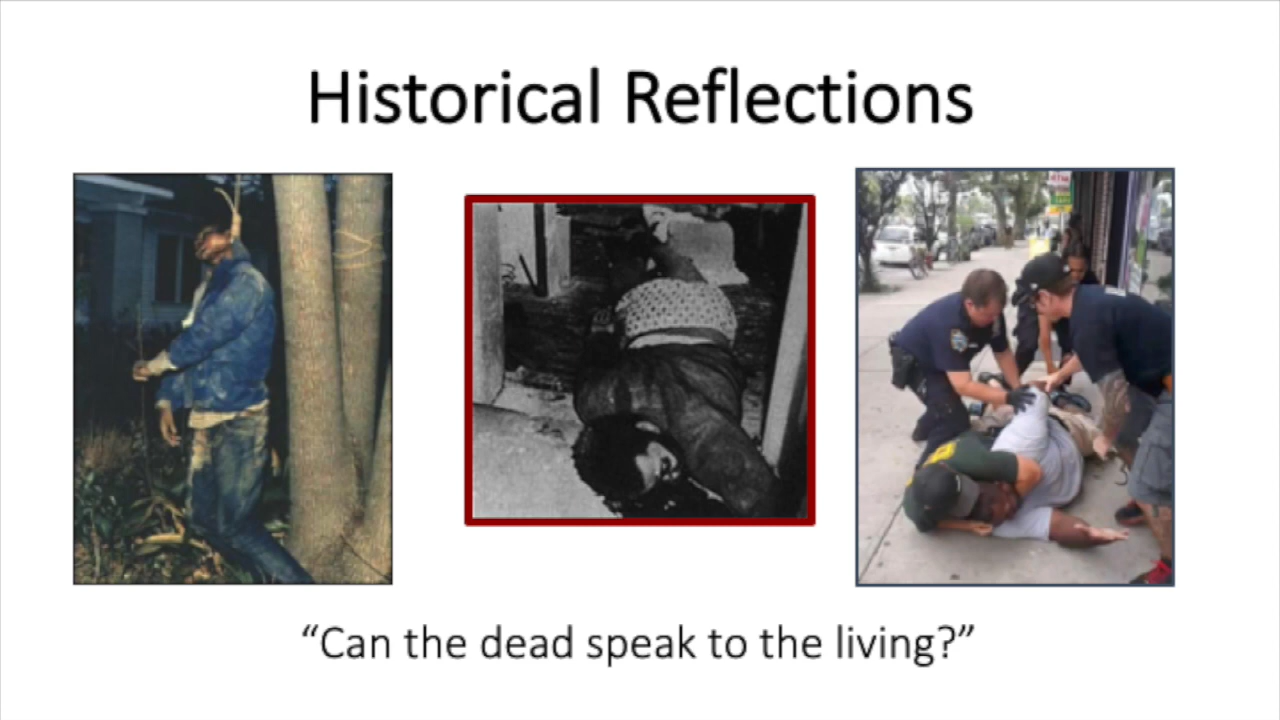 Historical Reflections
“Can the dead speak to the living?”